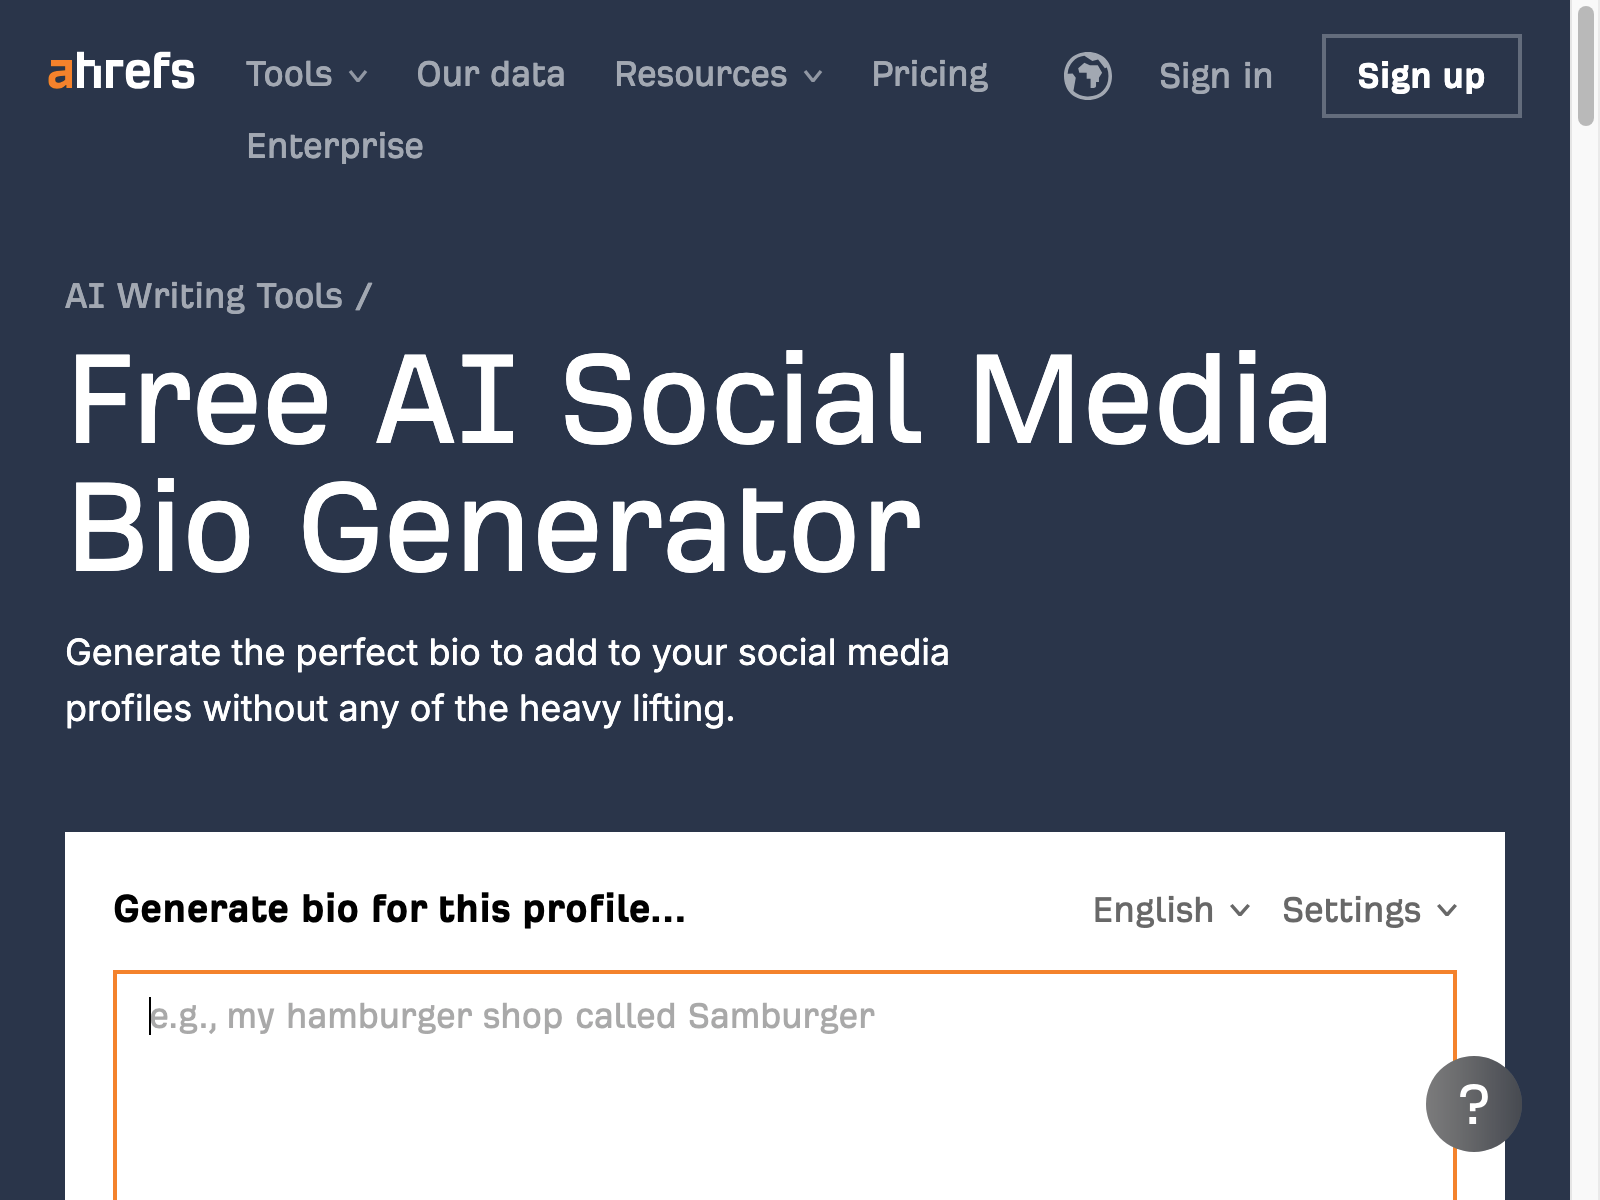 ahrefs Tools Our data Resources Pricing Sign in Sign up
Enterprise
AI Writing Tools /
Free AI Social Media
Bio Generator
Generate the perfect bio to add to your social media
profiles without any of the heavy lifting.
Generate bio for this profile... English Settings
e.g., my hamburger shop called Samburger
?